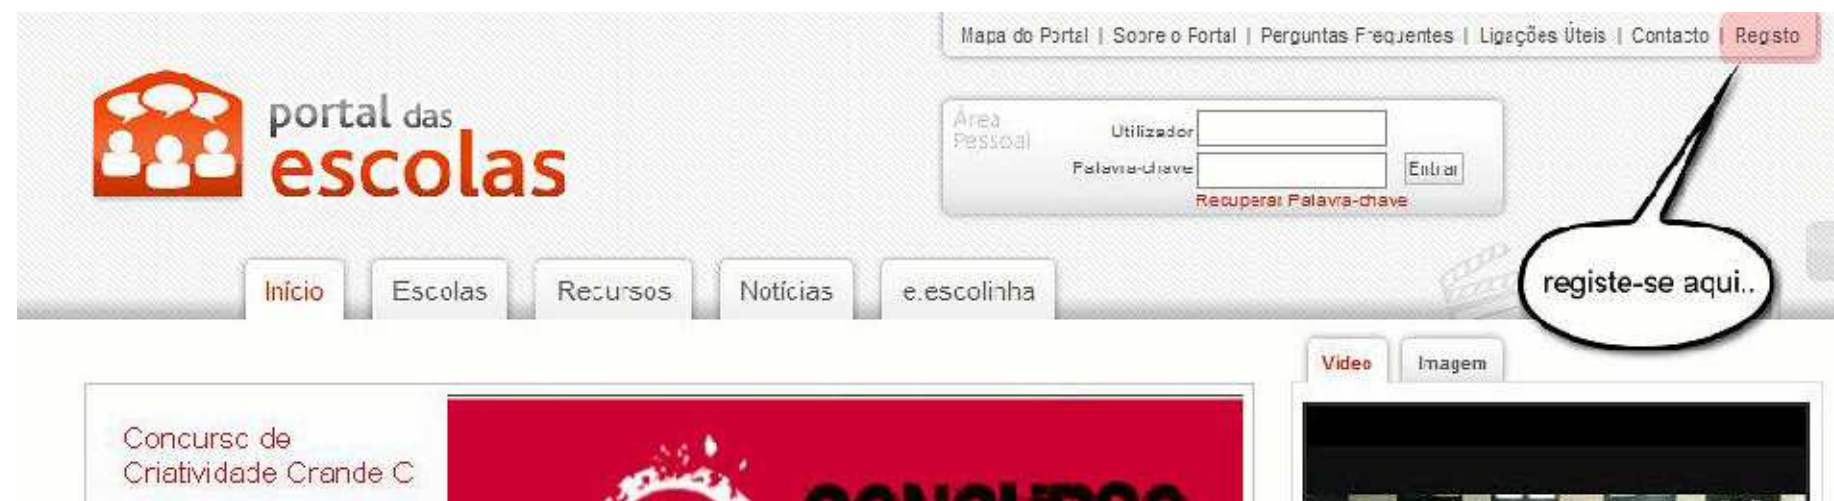 Mapa do Portal | Sobre o Portal | Perguntas Frequentes | Ligações Úteis | Contacto | Registo
portal das
escolas
Área
Pessoal
Utilizador
Palavra-chave
Entrar
Recuperar Palavra-chave
registe-se aqui..
Início
Escolas
Recursos
Notícias
e.escolinha
Video
Imagem
Concurso de
Criatividade Grande C
CONCURSO